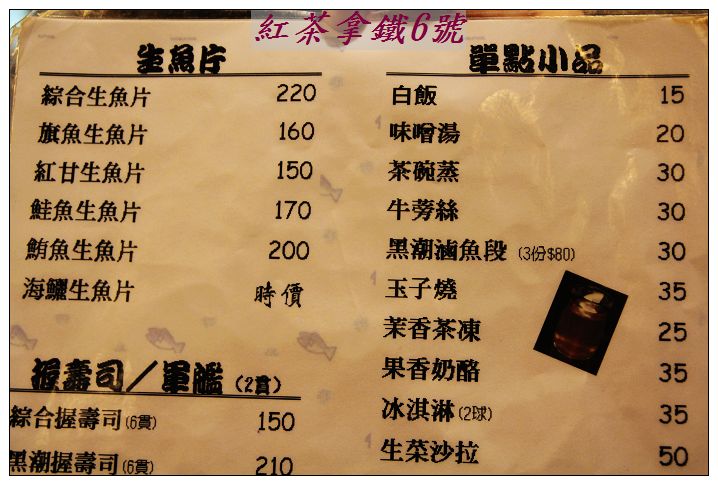 紅茶拿鐵6號
生魚片
綜合生魚片 220
旗魚生魚片 160
紅甘生魚片 150
鮭魚生魚片 170
鮪魚生魚片 200
海鱺生魚片 時價
握壽司／軍艦（2貫）
綜合握壽司(6貫) 150
黑潮握壽司(6貫) 210
單點小品
白飯 15
味噌湯 20
茶碗蒸 30
牛蒡絲 30
黑潮滷魚段 (3份$80) 30
玉子燒 35
茉香茶凍 25
果香奶酪 35
冰淇淋(2球) 35
生菜沙拉 50